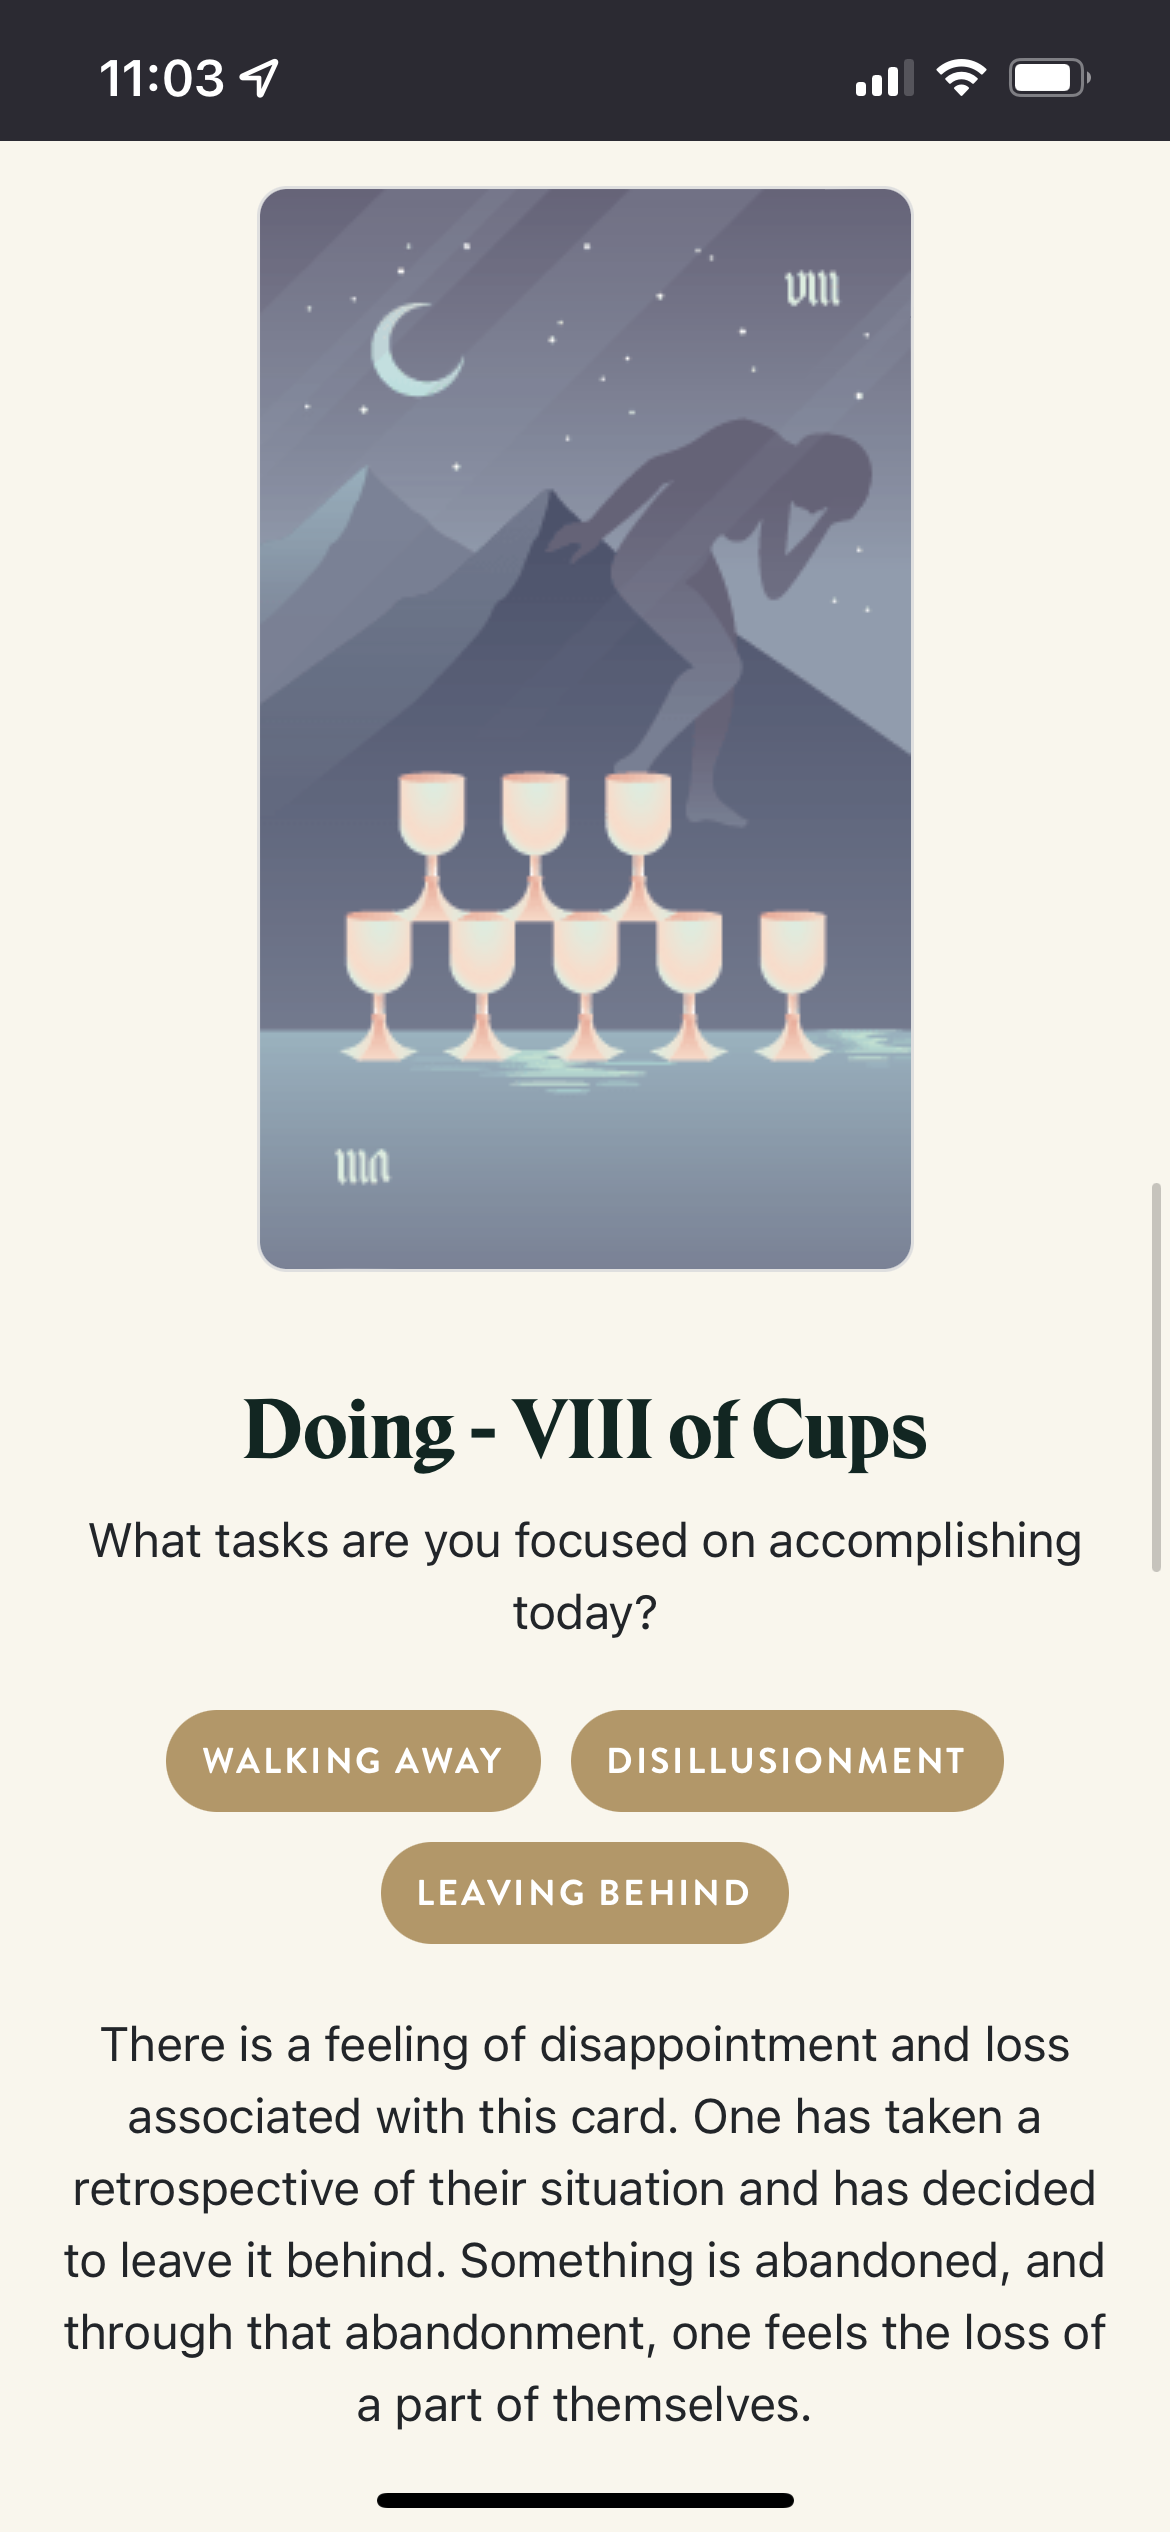 11:03
VIII
VIII
Doing - VIII of Cups
What tasks are you focused on accomplishing
today?
WALKING AWAY
DISILLUSIONMENT
LEAVING BEHIND
There is a feeling of disappointment and loss
associated with this card. One has taken a
retrospective of their situation and has decided
to leave it behind. Something is abandoned, and
through that abandonment, one feels the loss of
a part of themselves.